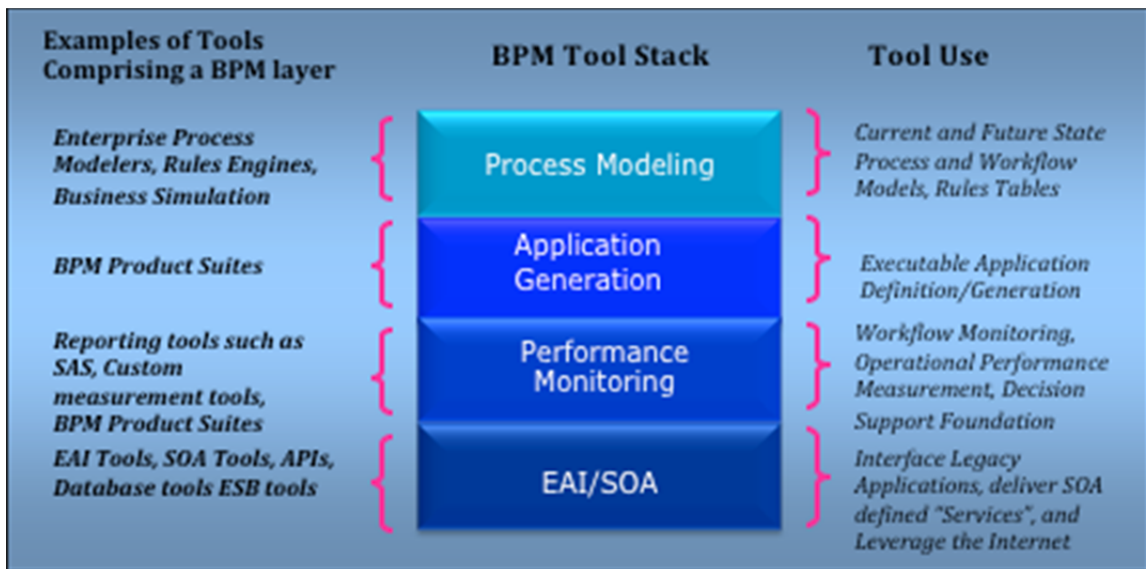 Examples of Tools
Comprising a BPM layer
BPM Tool Stack
Tool Use
Enterprise Process
Modelers, Rules Engines,
Business Simulation
Process Modeling
Current and Future State
Process and Workflow
Models, Rules Tables
BPM Product Suites
Application
Generation
Executable Application
Definition/Generation
Reporting tools such as
SAS, Custom
measurement tools,
BPM Product Suites
Performance
Monitoring
Workflow Monitoring,
Operational Performance
Measurement, Decision
Support Foundation
EAI Tools, SOA Tools, APIs,
Database tools ESB tools
EAI/SOA
Interface Legacy
Applications, deliver SOA
defined "Services", and
Leverage the Internet